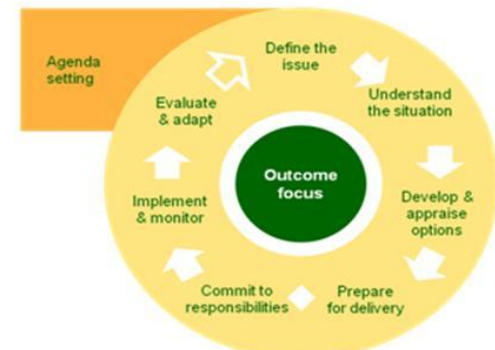 Agenda
setting
Define the
issue
Understand
the situation
Develop &
appraise
options
Prepare
for delivery
Commit to
responsibilities
Implement
& monitor
Evaluate
& adapt
Outcome
focus